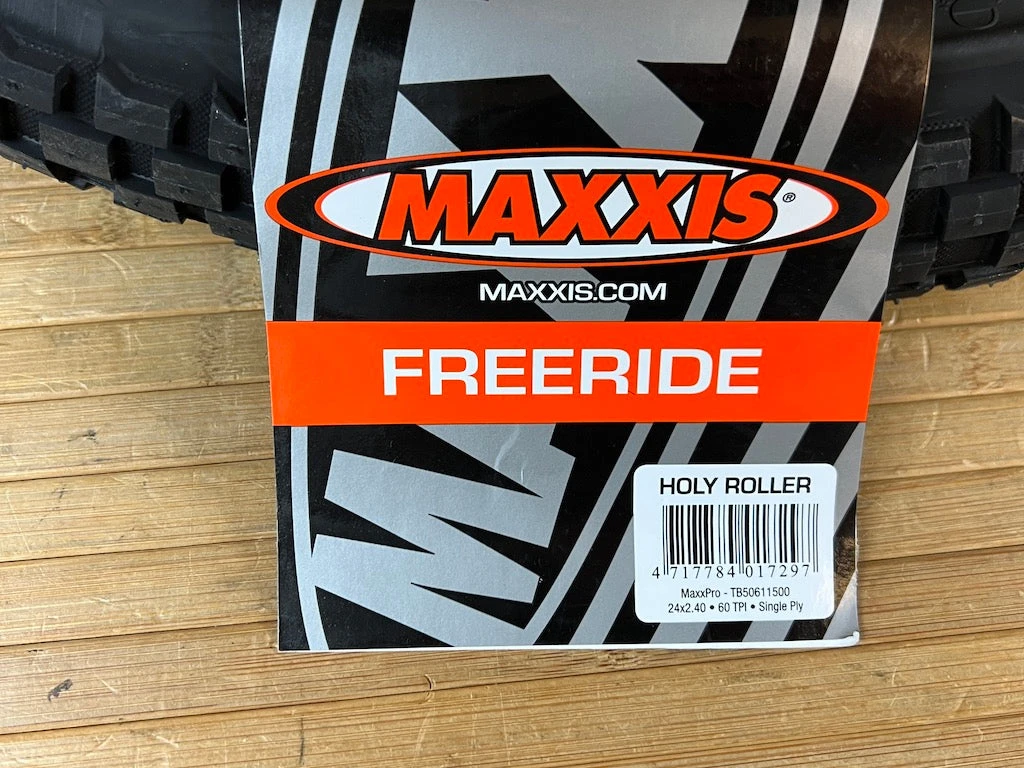 MAXXIS®
MAXXIS.COM
FREERIDE
HOLY ROLLER
4 717784 017297
MaxxPro - TB50611500
24x2.40 • 60 TPI • Single Ply